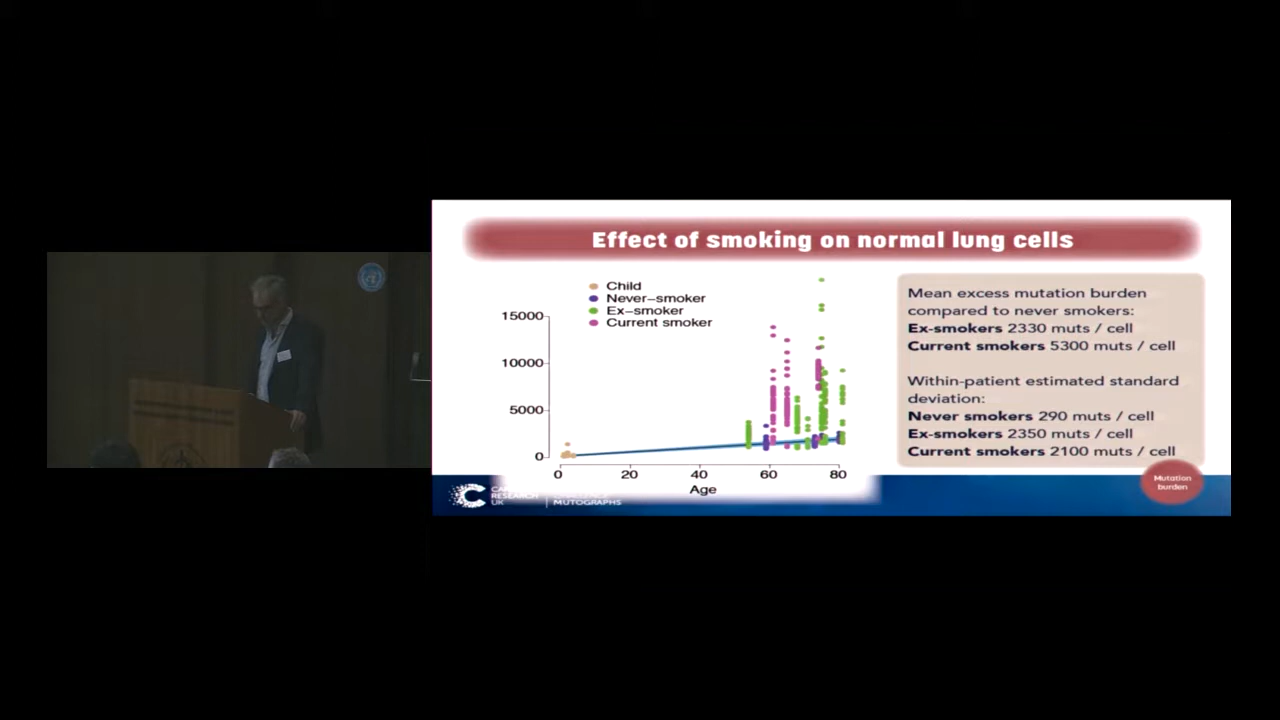 Effect of smoking on normal lung cells
Child
Never-smoker
Ex-smoker
Current smoker
15000
10000
5000
0
0 20 40 60 80
Age
Mean excess mutation burden
compared to never smokers:
Ex-smokers 2330 muts / cell
Current smokers 5300 muts / cell
Within-patient estimated standard
deviation:
Never smokers 290 muts / cell
Ex-smokers 2350 muts / cell
Current smokers 2100 muts / cell
Mutation
burden
RESEARCH
UK
MUTOGRAPHS